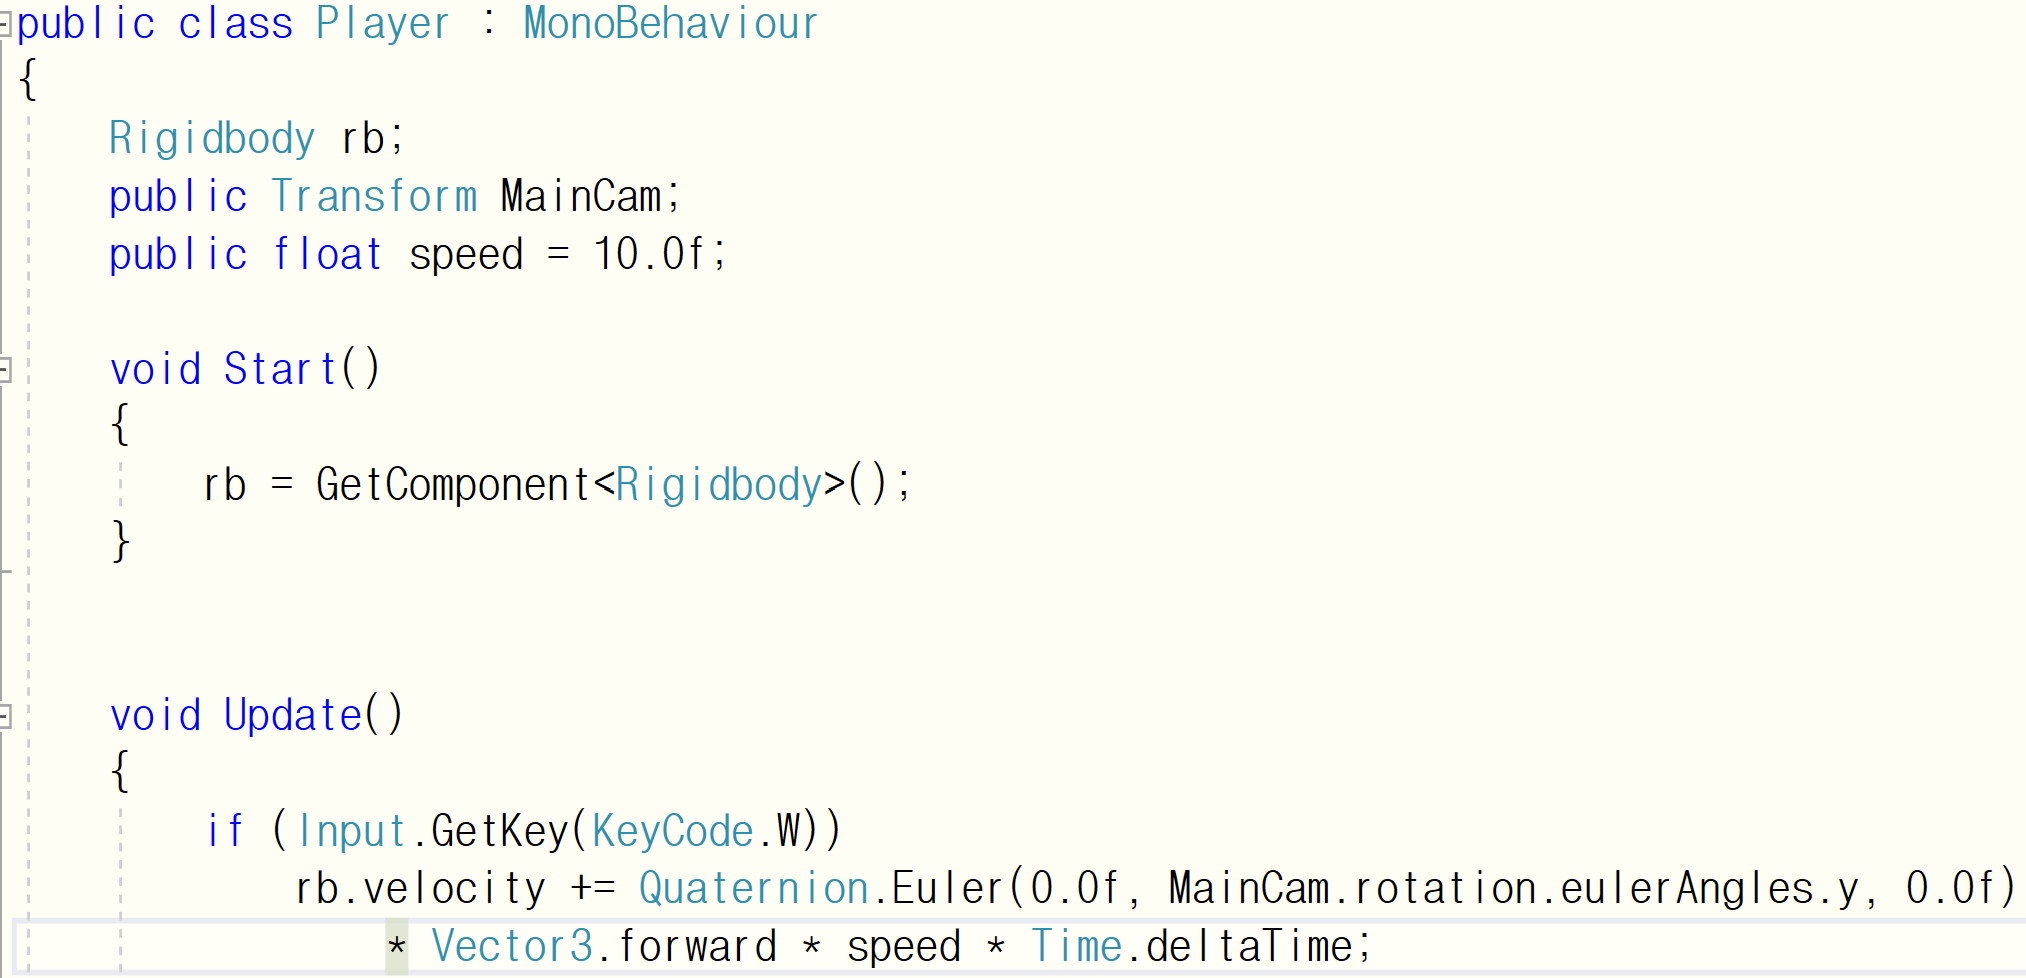 public class Player : MonoBehaviour
{
    Rigidbody rb;
    public Transform MainCam;
    public float speed = 10.0f;
    void Start()
    {
        rb = GetComponent<Rigidbody>();
    }
    void Update()
    {
        if (Input.GetKey(KeyCode.W))
            rb.velocity += Quaternion.Euler(0.0f, MainCam.rotation.eulerAngles.y, 0.0f)
                * Vector3.forward * speed * Time.deltaTime;